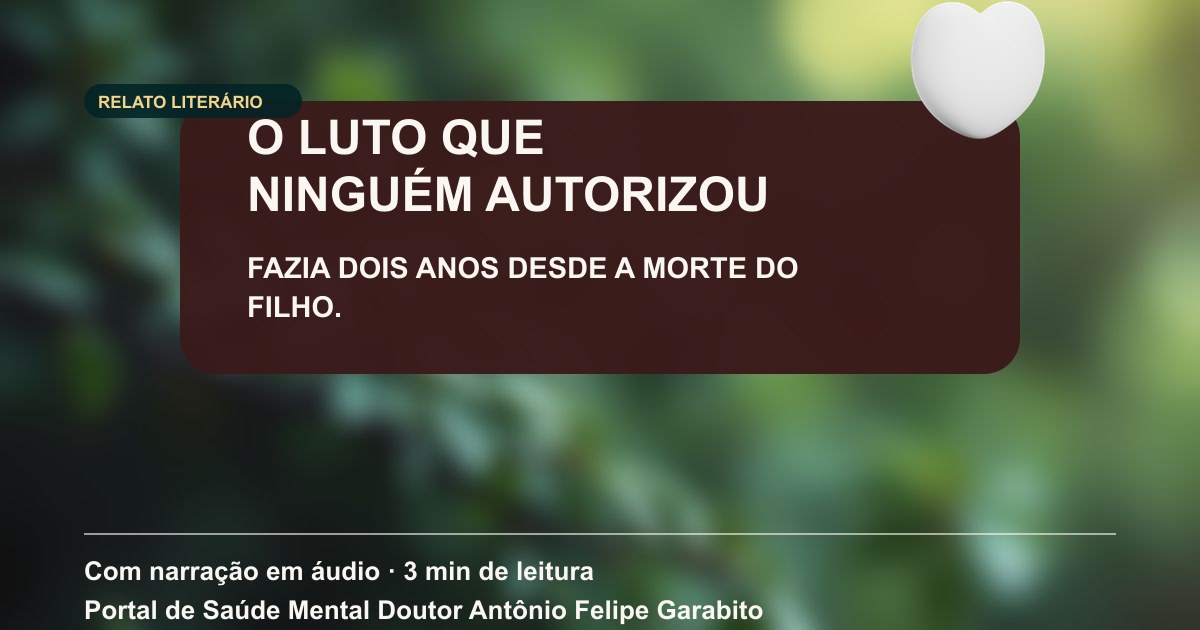 RELATO LITERÁRIO
O LUTO QUE
NINGUÉM AUTORIZOU
FAZIA DOIS ANOS DESDE A MORTE DO
FILHO.
Com narração em áudio · 3 min de leitura
Portal de Saúde Mental Doutor Antônio Felipe Garabito